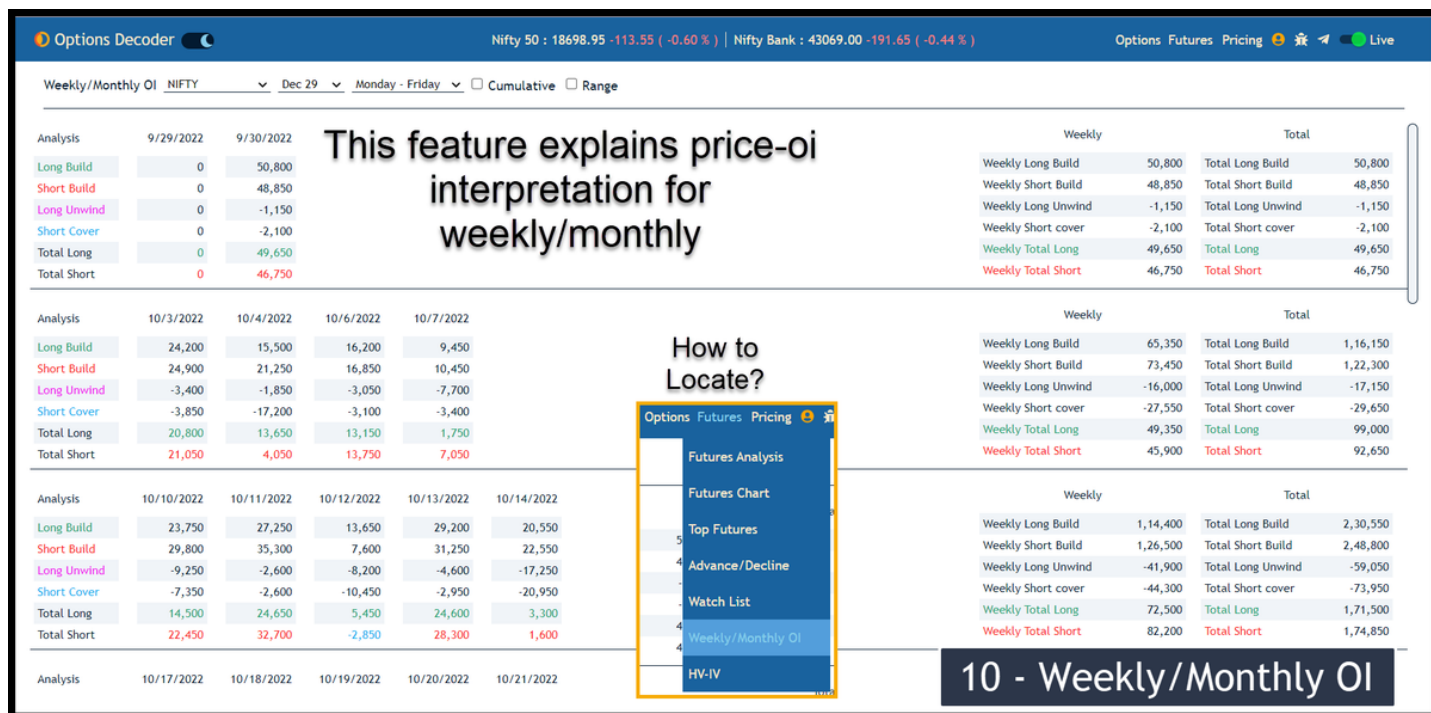 Options Decoder Nifty 50 : 18698.95 -113.55 ( -0.60 % ) | Nifty Bank : 43069.00 -191.65 ( -0.44 % ) Options Futures Pricing Live
Weekly/Monthly OI NIFTY Dec 29 Monday - Friday Cumulative Range
This feature explains price-oi
interpretation for
weekly/monthly
Analysis 9/29/2022 9/30/2022 Weekly Total
Long Build 0 50,800 Weekly Long Build 50,800 Total Long Build 50,800
Short Build 0 48,850 Weekly Short Build 48,850 Total Short Build 48,850
Long Unwind 0 -1,150 Weekly Long Unwind -1,150 Total Long Unwind -1,150
Short Cover 0 -2,100 Weekly Short cover -2,100 Total Short cover -2,100
Total Long 0 49,650 Weekly Total Long 49,650 Total Long 49,650
Total Short 0 46,750 Weekly Total Short 46,750 Total Short 46,750
Analysis 10/3/2022 10/4/2022 10/6/2022 10/7/2022 Weekly Total
Long Build 24,200 15,500 16,200 9,450 Weekly Long Build 65,350 Total Long Build 1,16,150
Short Build 24,900 21,250 16,850 10,450 Weekly Short Build 73,450 Total Short Build 1,22,300
Long Unwind -3,400 -1,850 -3,050 -7,700 Weekly Long Unwind -16,000 Total Long Unwind -17,150
Short Cover -3,850 -17,200 -3,100 -3,400 Weekly Short cover -27,550 Total Short cover -29,650
Total Long 20,800 13,650 13,150 1,750 Weekly Total Long 49,350 Total Long 99,000
Total Short 21,050 4,050 13,750 7,050 Weekly Total Short 45,900 Total Short 92,650
How to
Locate?
Options Futures Pricing
Futures Analysis
Futures Chart
Top Futures
Advance/Decline
Watch List
Weekly/Monthly OI
HV-IV
Analysis 10/10/2022 10/11/2022 10/12/2022 10/13/2022 10/14/2022 Weekly Total
Long Build 23,750 27,250 13,650 29,200 20,550 Weekly Long Build 1,14,400 Total Long Build 2,30,550
Short Build 29,800 35,300 7,600 31,250 22,550 Weekly Short Build 1,26,500 Total Short Build 2,48,800
Long Unwind -9,250 -2,600 -8,200 -4,600 -17,250 Weekly Long Unwind -41,900 Total Long Unwind -59,050
Short Cover -7,350 -2,600 -10,450 -2,950 -20,950 Weekly Short cover -44,300 Total Short cover -73,950
Total Long 14,500 24,650 5,450 24,600 3,300 Weekly Total Long 72,500 Total Long 1,71,500
Total Short 22,450 32,700 -2,850 28,300 1,600 Weekly Total Short 82,200 Total Short 1,74,850
Analysis 10/17/2022 10/18/2022 10/19/2022 10/20/2022 10/21/2022
10 - Weekly/Monthly OI